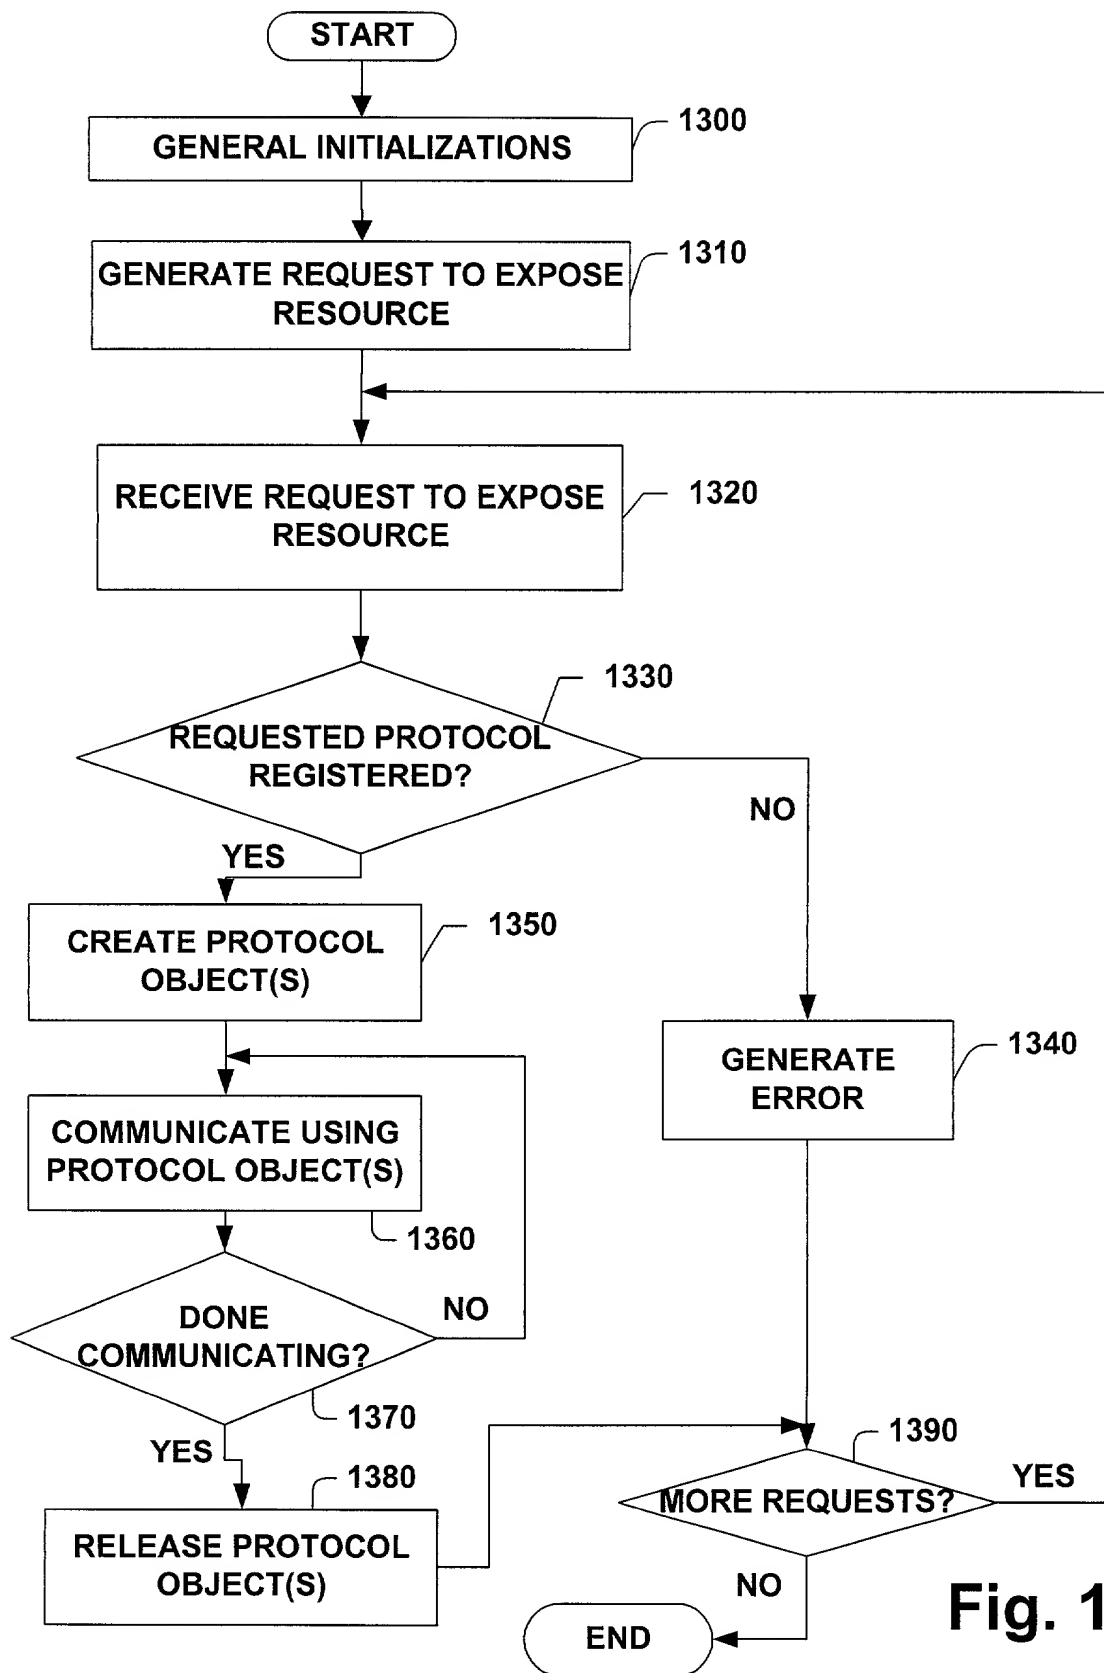 START
GENERAL INITIALIZATIONS
1300
GENERATE REQUEST TO EXPOSE
RESOURCE
1310
RECEIVE REQUEST TO EXPOSE
RESOURCE
1320
REQUESTED PROTOCOL
REGISTERED?
1330
NO
YES
CREATE PROTOCOL
OBJECT(S)
1350
GENERATE
ERROR
1340
COMMUNICATE USING
PROTOCOL OBJECT(S)
1360
DONE
COMMUNICATING?
NO
1370
YES
RELEASE PROTOCOL
OBJECT(S)
1380
MORE REQUESTS?
1390
YES
NO
END
Fig. 1